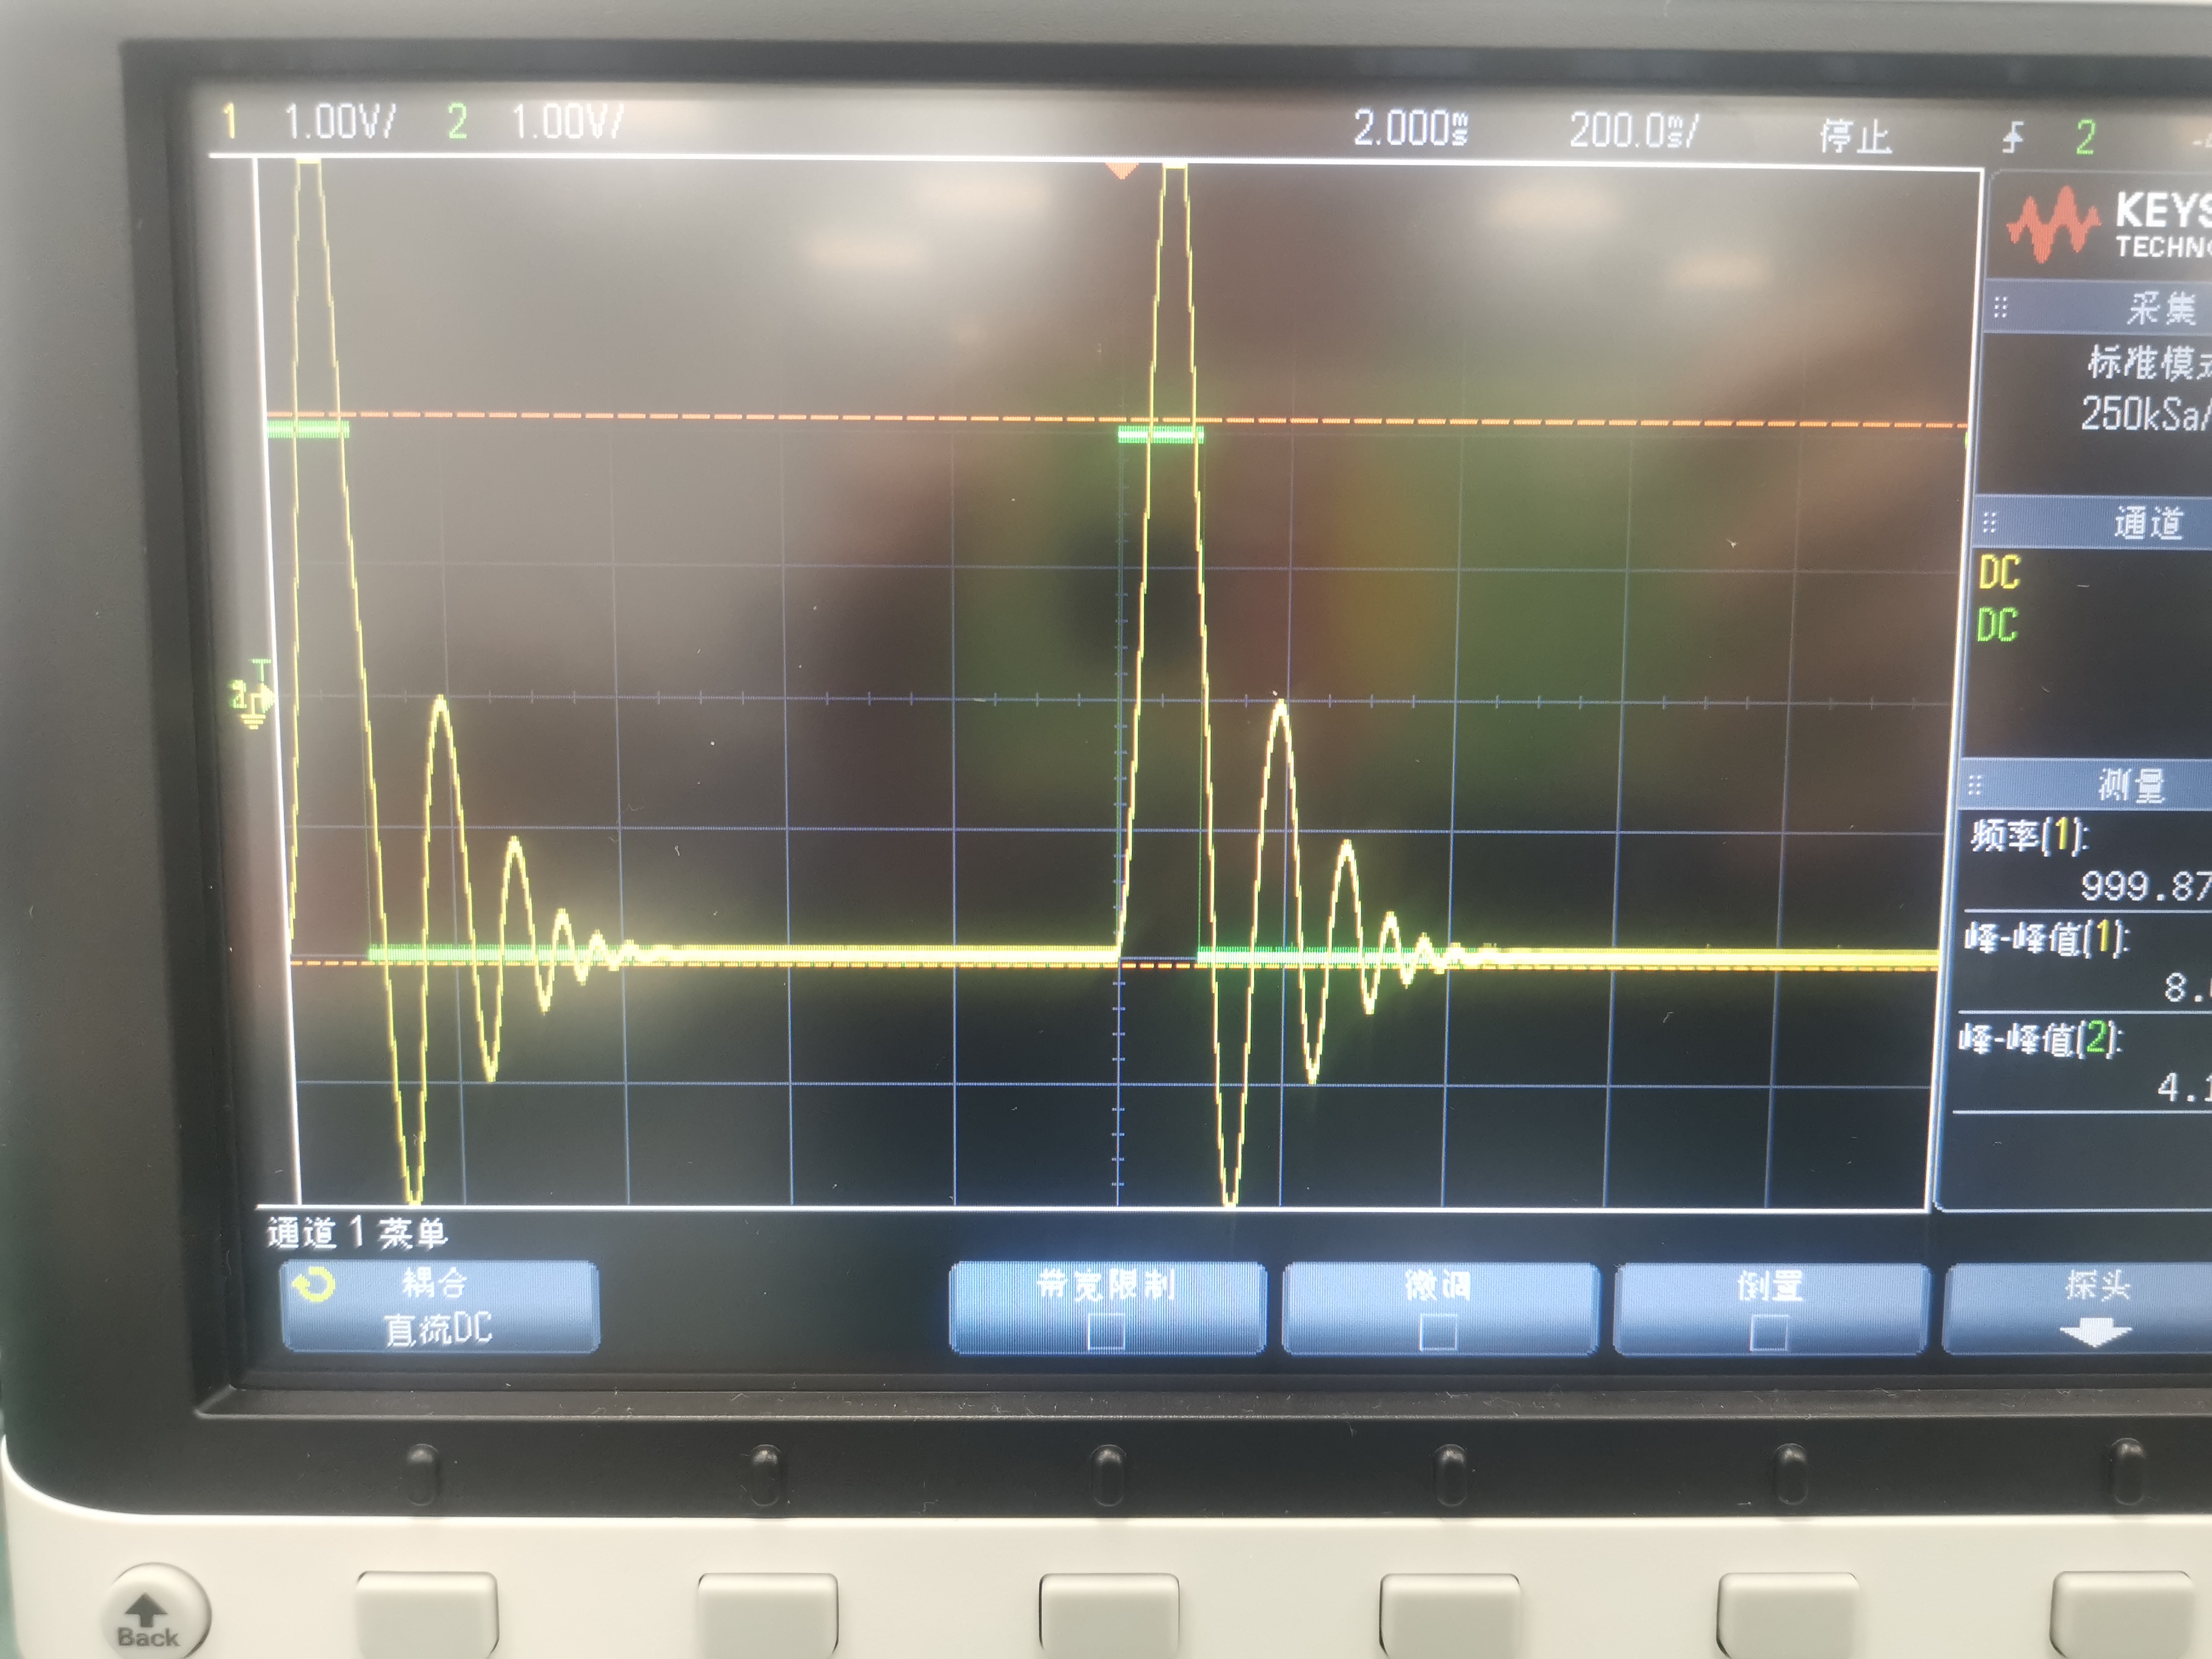 1 1.00V/ 2 1.00V/ 2.000ms 200.0ms/ 停止 2
KEYS
TECHN
采集
标准模式
250kSa/
通道
DC
DC
测量
频率(1):
999.87
峰-峰值(1):
8.
峰-峰值(2):
4.1
T
通道 1 菜单
耦合
直流DC
带宽限制
微调
倒置
探头
Back